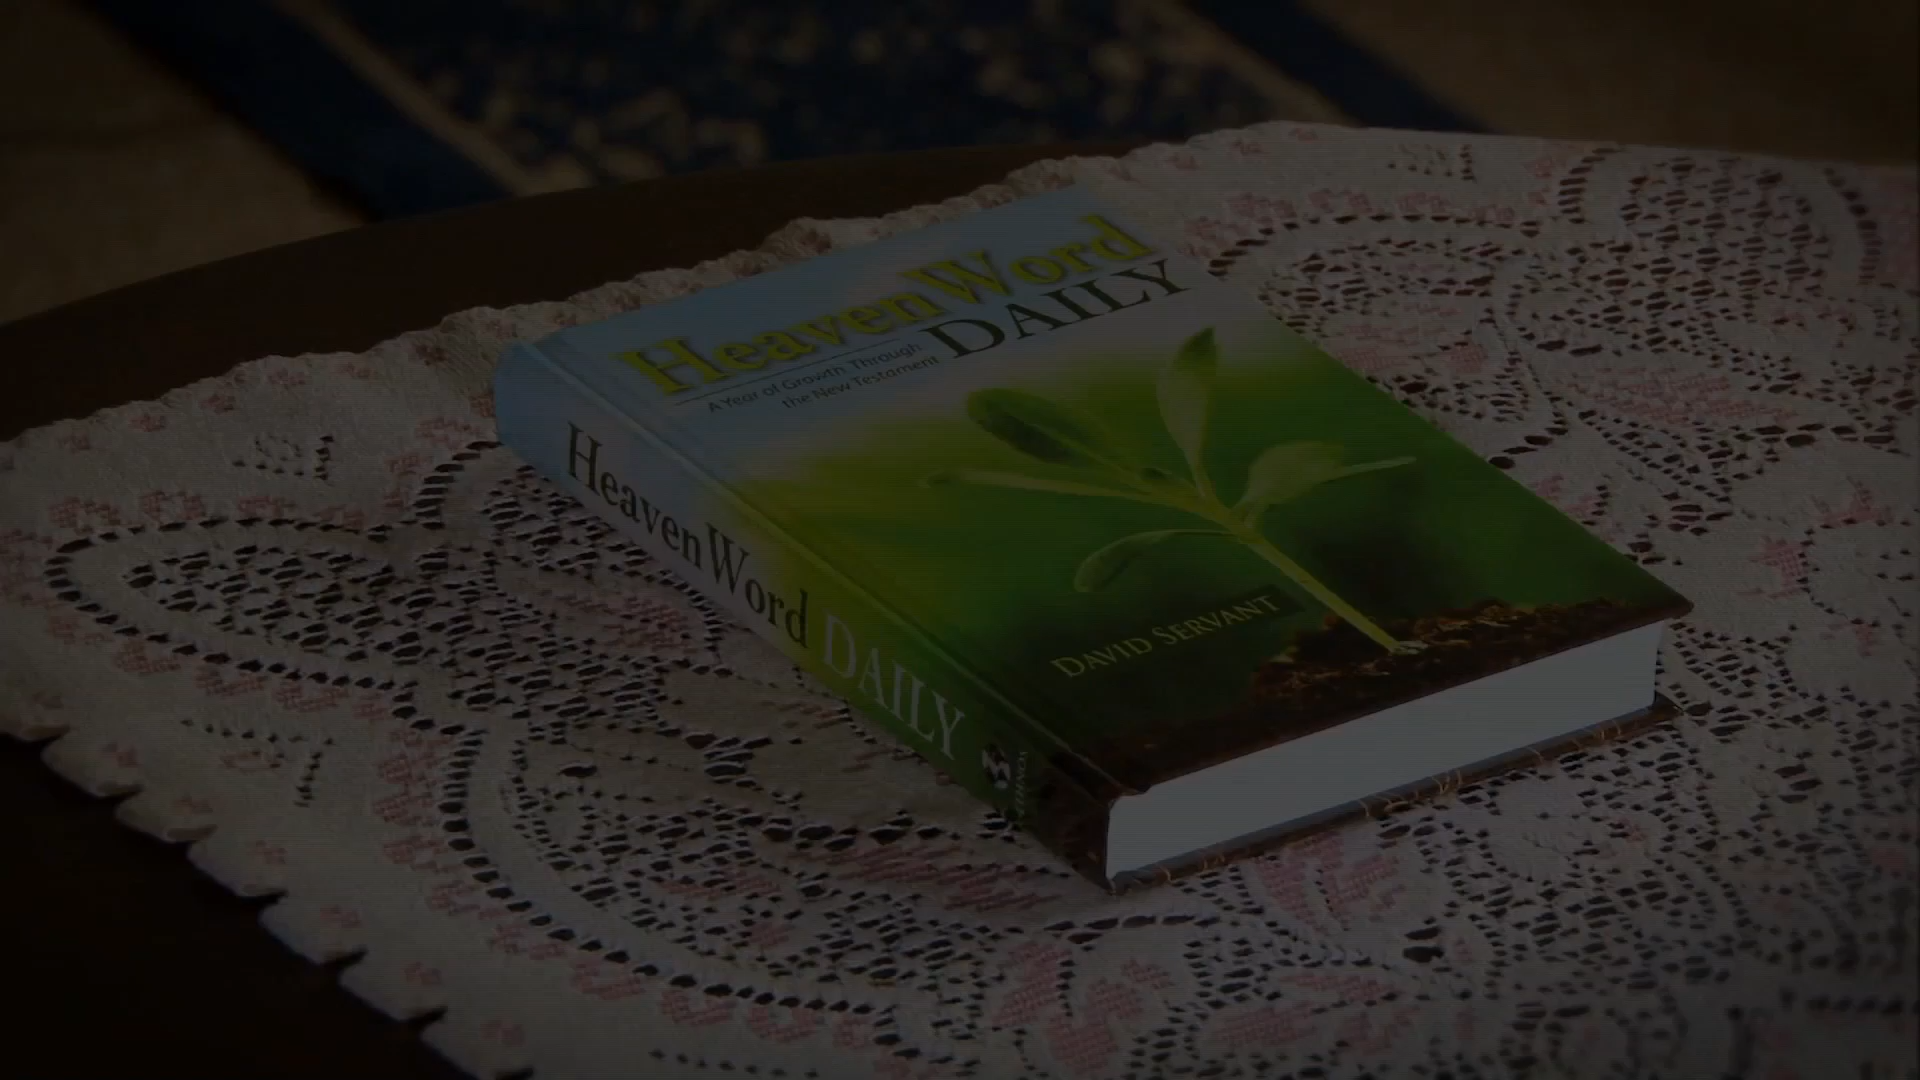 HeavenWord
DAILY
A Year of Growth Through
the New Testament
DAVID SERVANT
HeavenWord DAILY